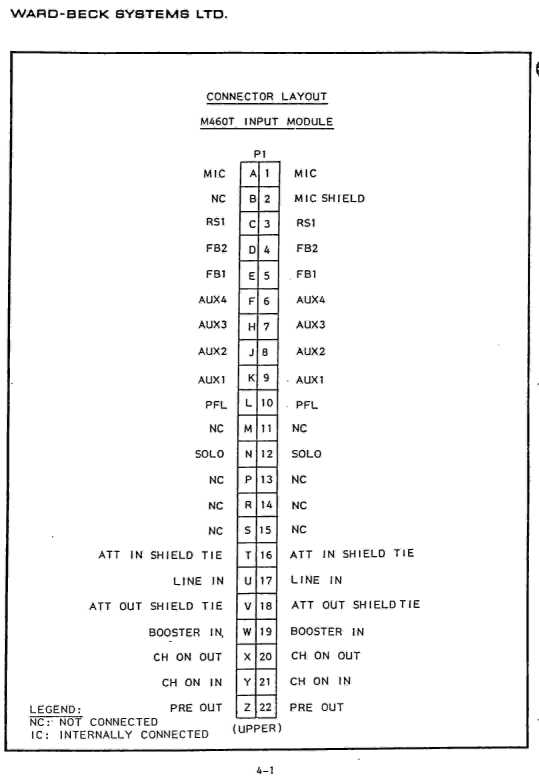 WARD-BECK SYSTEMS LTD.
CONNECTOR LAYOUT
M460T INPUT MODULE
P1
MIC A 1 MIC
NC B 2 MIC SHIELD
RS1 C 3 RS1
FB2 D 4 FB2
FB1 E 5 FB1
AUX4 F 6 AUX4
AUX3 H 7 AUX3
AUX2 J 8 AUX2
AUX1 K 9 AUX1
PFL L 10 PFL
NC M 11 NC
SOLO N 12 SOLO
NC P 13 NC
NC R 14 NC
NC S 15 NC
ATT IN SHIELD TIE T 16 ATT IN SHIELD TIE
LINE IN U 17 LINE IN
ATT OUT SHIELD TIE V 18 ATT OUT SHIELD TIE
BOOSTER IN W 19 BOOSTER IN
CH ON OUT X 20 CH ON OUT
CH ON IN Y 21 CH ON IN
PRE OUT Z 22 PRE OUT
(UPPER)
LEGEND:
NC: NOT CONNECTED
IC: INTERNALLY CONNECTED
4-1